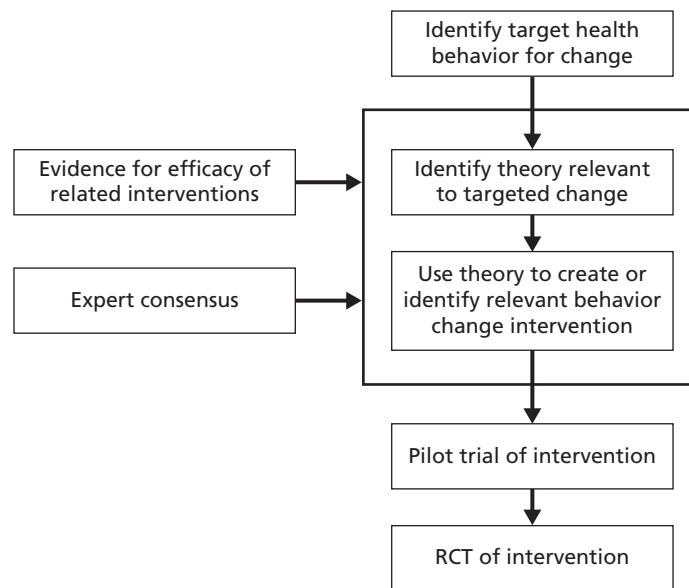 Identify target health
behavior for change
Evidence for efficacy of
related interventions
Identify theory relevant
to targeted change
Expert consensus
Use theory to create or
identify relevant behavior
change intervention
Pilot trial of intervention
RCT of intervention